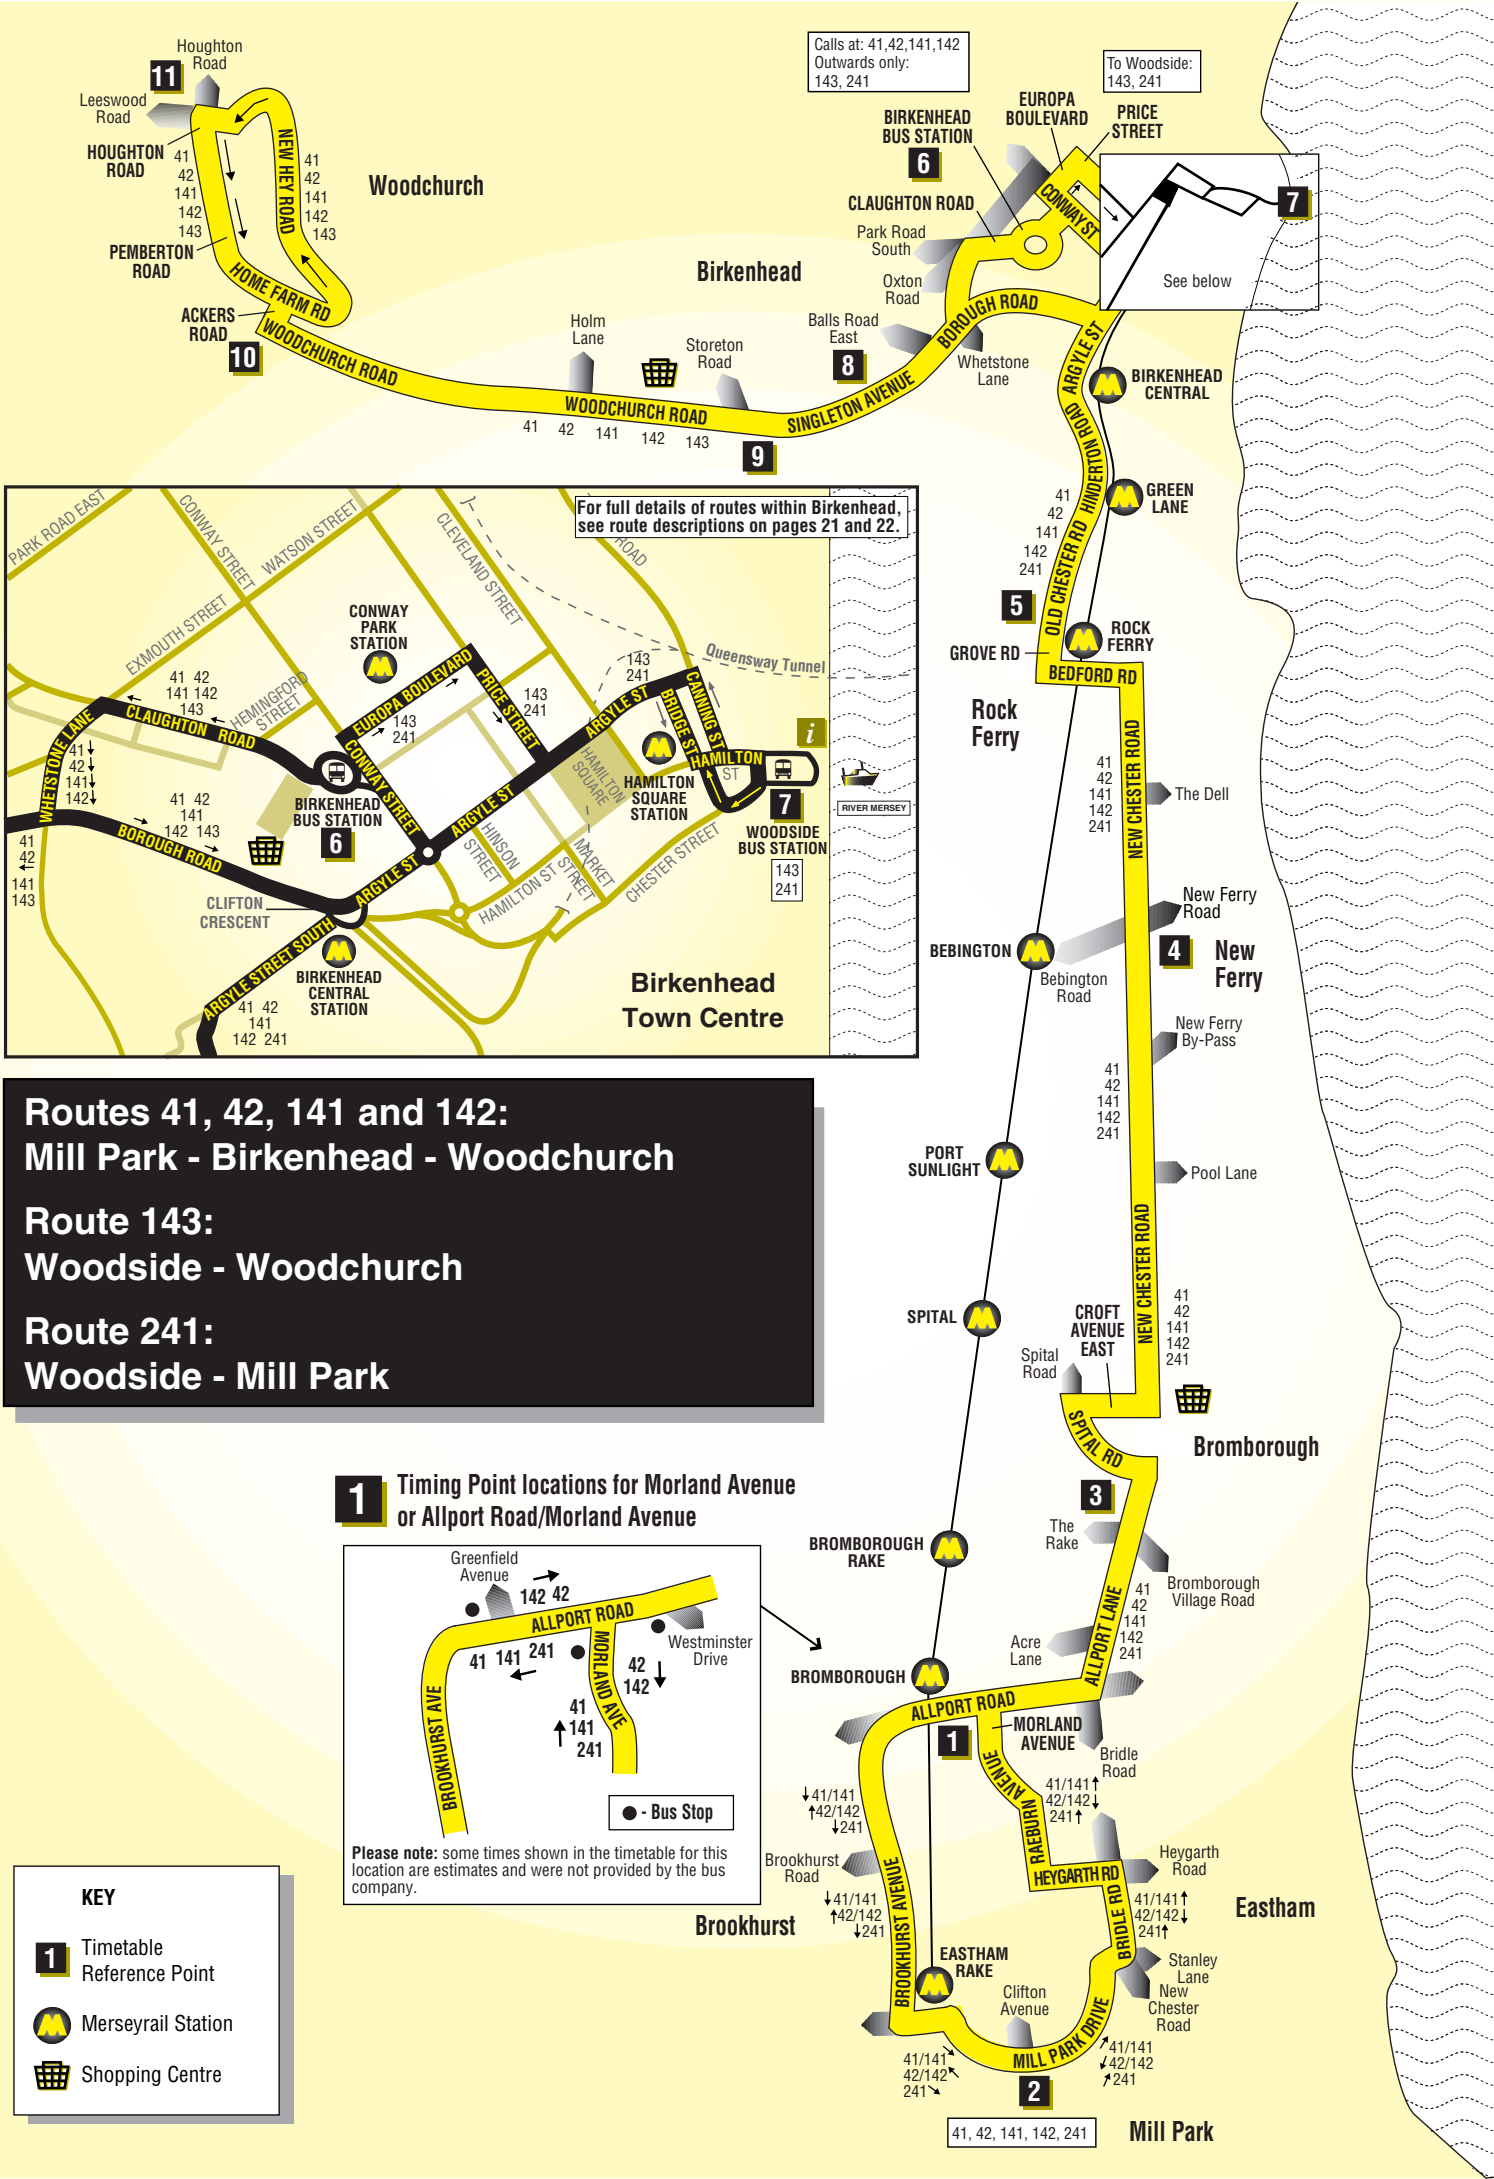 Houghton
Road
11
Leeswood
Road
HOUGHTON
ROAD
41
42
141
142
143
NEW HEY ROAD
41
42
141
142
143
PEMBERTON
ROAD
HOME FARM RD
ACKERS
ROAD
10
Woodchurch
WOODCHURCH ROAD
Holm
Lane
Storeton
Road
WOODCHURCH ROAD
41 42 141 142 143
9
SINGLETON AVENUE
Balls Road
East
8
Birkenhead
Calls at: 41,42,141,142
Outwards only:
143, 241
To Woodside:
143, 241
EUROPA
BOULEVARD
PRICE
STREET
BIRKENHEAD
BUS STATION
6
CONWAY ST
CLAUGHTON ROAD
Park Road
South
Oxton
Road
BOROUGH ROAD
Whetstone
Lane
7
See below
ARGYLE ST
BIRKENHEAD
CENTRAL
HINDERTON ROAD
GREEN
LANE
41
42
141
142
241
OLD CHESTER RD
5
ROCK
FERRY
GROVE RD
BEDFORD RD
Rock
Ferry
NEW CHESTER ROAD
41
42
141
142
241
The Dell
New Ferry
Road
BEBINGTON
Bebington
Road
4
New
Ferry
New Ferry
By-Pass
41
42
141
142
241
PORT
SUNLIGHT
Pool Lane
NEW CHESTER ROAD
SPITAL
CROFT
AVENUE
EAST
41
42
141
142
241
Spital
Road
SPITAL RD
Bromborough
3
The
Rake
BROMBOROUGH
RAKE
Bromborough
Village Road
ALLPORT LANE
41
42
141
142
241
Acre
Lane
BROMBOROUGH
ALLPORT ROAD
1
MORLAND
AVENUE
Bridle
Road
41/141
42/142
241
RAEBURN AVENUE
41/141
42/142
241
Brookhurst
Road
HEYGARTH RD
Heygarth
Road
BROOKHURST AVENUE
41/141
42/142
241
Brookhurst
BRIDLE RD
41/141
42/142
241
Eastham
EASTHAM
RAKE
Stanley
Lane
New
Chester
Road
Clifton
Avenue
MILL PARK DRIVE
41/141
42/142
241
41/141
42/142
241
2
41, 42, 141, 142, 241
Mill Park
For full details of routes within Birkenhead,
see route descriptions on pages 21 and 22.
PARK ROAD EAST
CONWAY STREET
WATSON STREET
CLEVELAND STREET
ROAD
EXMOUTH STREET
CONWAY
PARK
STATION
Queensway Tunnel
HEMINGFORD
STREET
41 42
141 142
143
CLAUGHTON ROAD
EUROPA BOULEVARD
143
241
PRICE STREET
143
241
ARGYLE ST
143
241
CANNING ST
BRIDGE ST
HAMILTON
ST
HAMILTON
SQUARE
HAMILTON
SQUARE
STATION
i
7
WOODSIDE
BUS STATION
143
241
RIVER MERSEY
WHETSTONE LANE
41
42
141
142
BIRKENHEAD
BUS STATION
6
CONWAY STREET
ARGYLE ST
41 42
141
142 143
BOROUGH ROAD
41
42
141
143
CLIFTON
CRESCENT
ARGYLE ST
HINSON
STREET
MARKET
STREET
HAMILTON ST
CHESTER STREET
ARGYLE STREET SOUTH
BIRKENHEAD
CENTRAL
STATION
41 42
141
142 241
Birkenhead
Town Centre
Routes 41, 42, 141 and 142:
Mill Park - Birkenhead - Woodchurch
Route 143:
Woodside - Woodchurch
Route 241:
Woodside - Mill Park
1
Timing Point locations for Morland Avenue
or Allport Road/Morland Avenue
Greenfield
Avenue
142 42
ALLPORT ROAD
41 141 241
Westminster
Drive
MORLAND AVE
42
142
41
141
241
BROOKHURST AVE
- Bus Stop
Please note: some times shown in the timetable for this
location are estimates and were not provided by the bus
company.
KEY
1
Timetable
Reference Point
Merseyrail Station
Shopping Centre